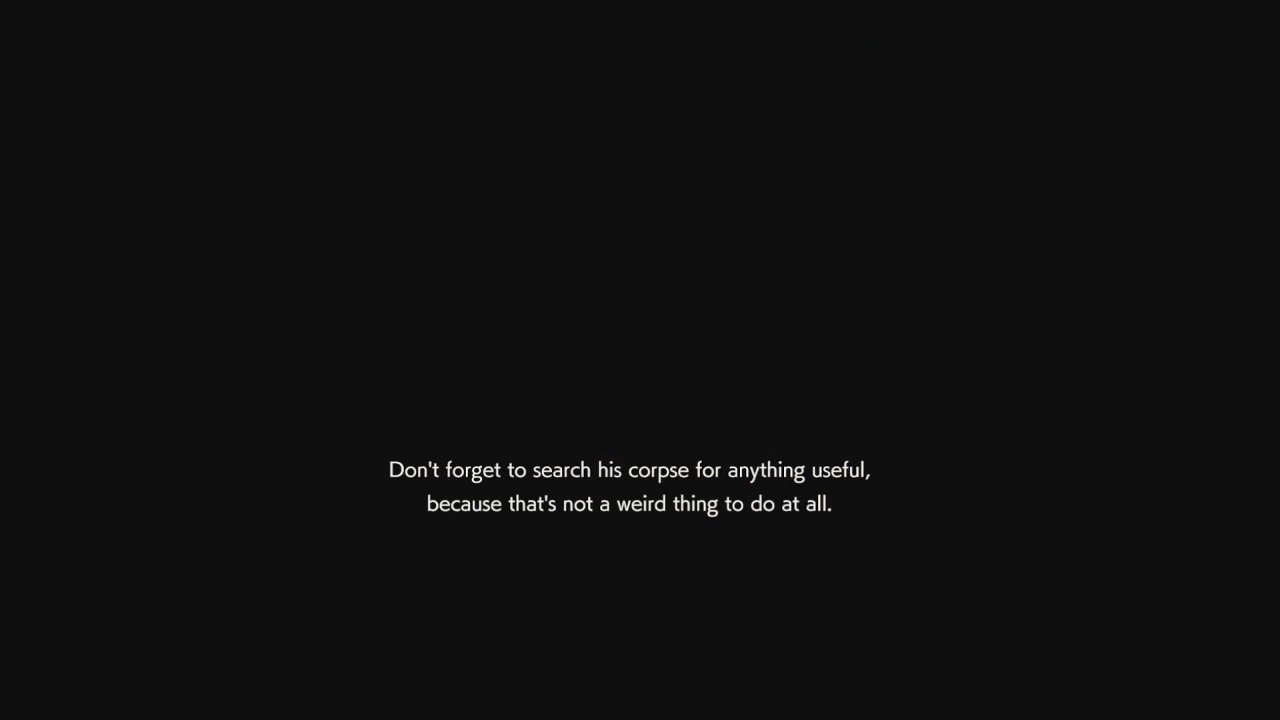 Don't forget to search his corpse for anything useful,
because that's not a weird thing to do at all.